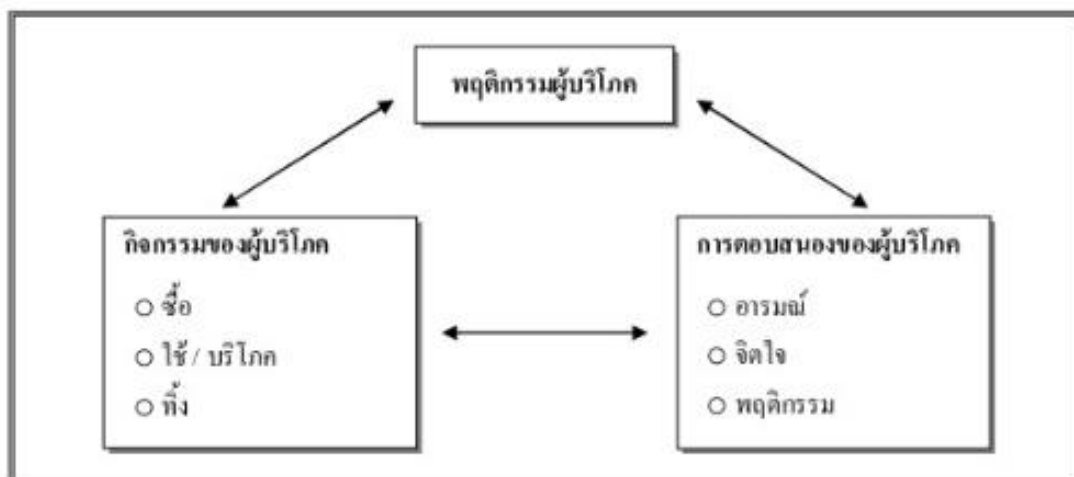 พฤติกรรมผู้บริโภค
กิจกรรมของผู้บริโภค
○ ซื้อ
○ ใช้ / บริโภค
○ ทิ้ง
การตอบสนองของผู้บริโภค
○ อารมณ์
○ จิตใจ
○ พฤติกรรม